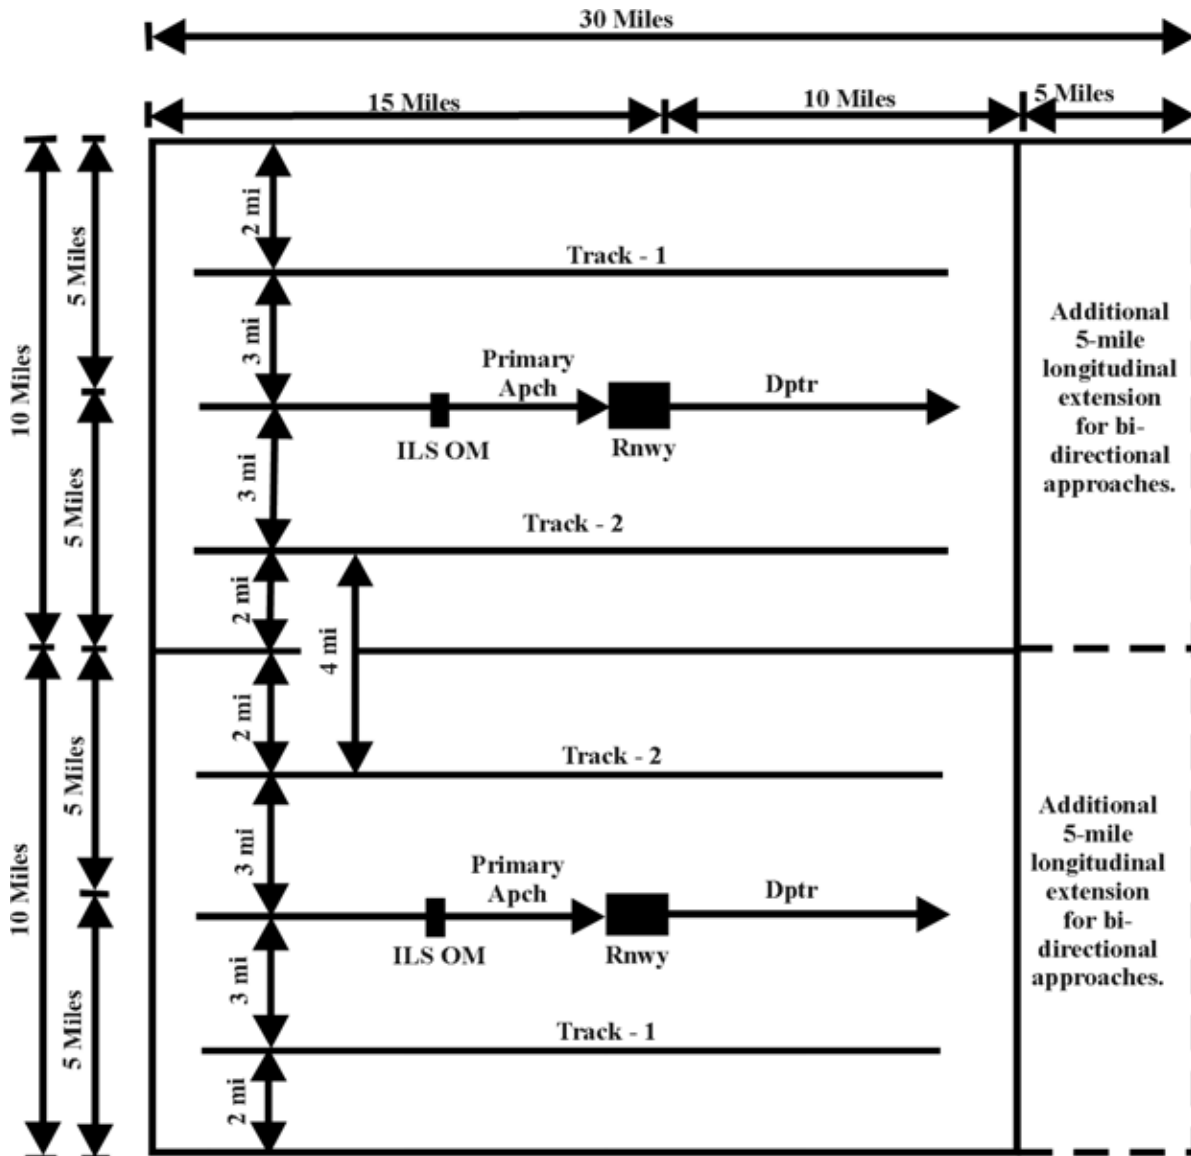 30 Miles
15 Miles
10 Miles
5 Miles
2 mi
Track - 1
5 Miles
10 Miles
3 mi
Primary
Apch
Dptr
ILS OM
Rnwy
Additional
5-mile
longitudinal
extension
for bi-
directional
approaches.
5 Miles
3 mi
Track - 2
2 mi
4 mi
2 mi
Track - 2
5 Miles
10 Miles
3 mi
Primary
Apch
Dptr
ILS OM
Rnwy
Additional
5-mile
longitudinal
extension
for bi-
directional
approaches.
5 Miles
3 mi
Track - 1
2 mi